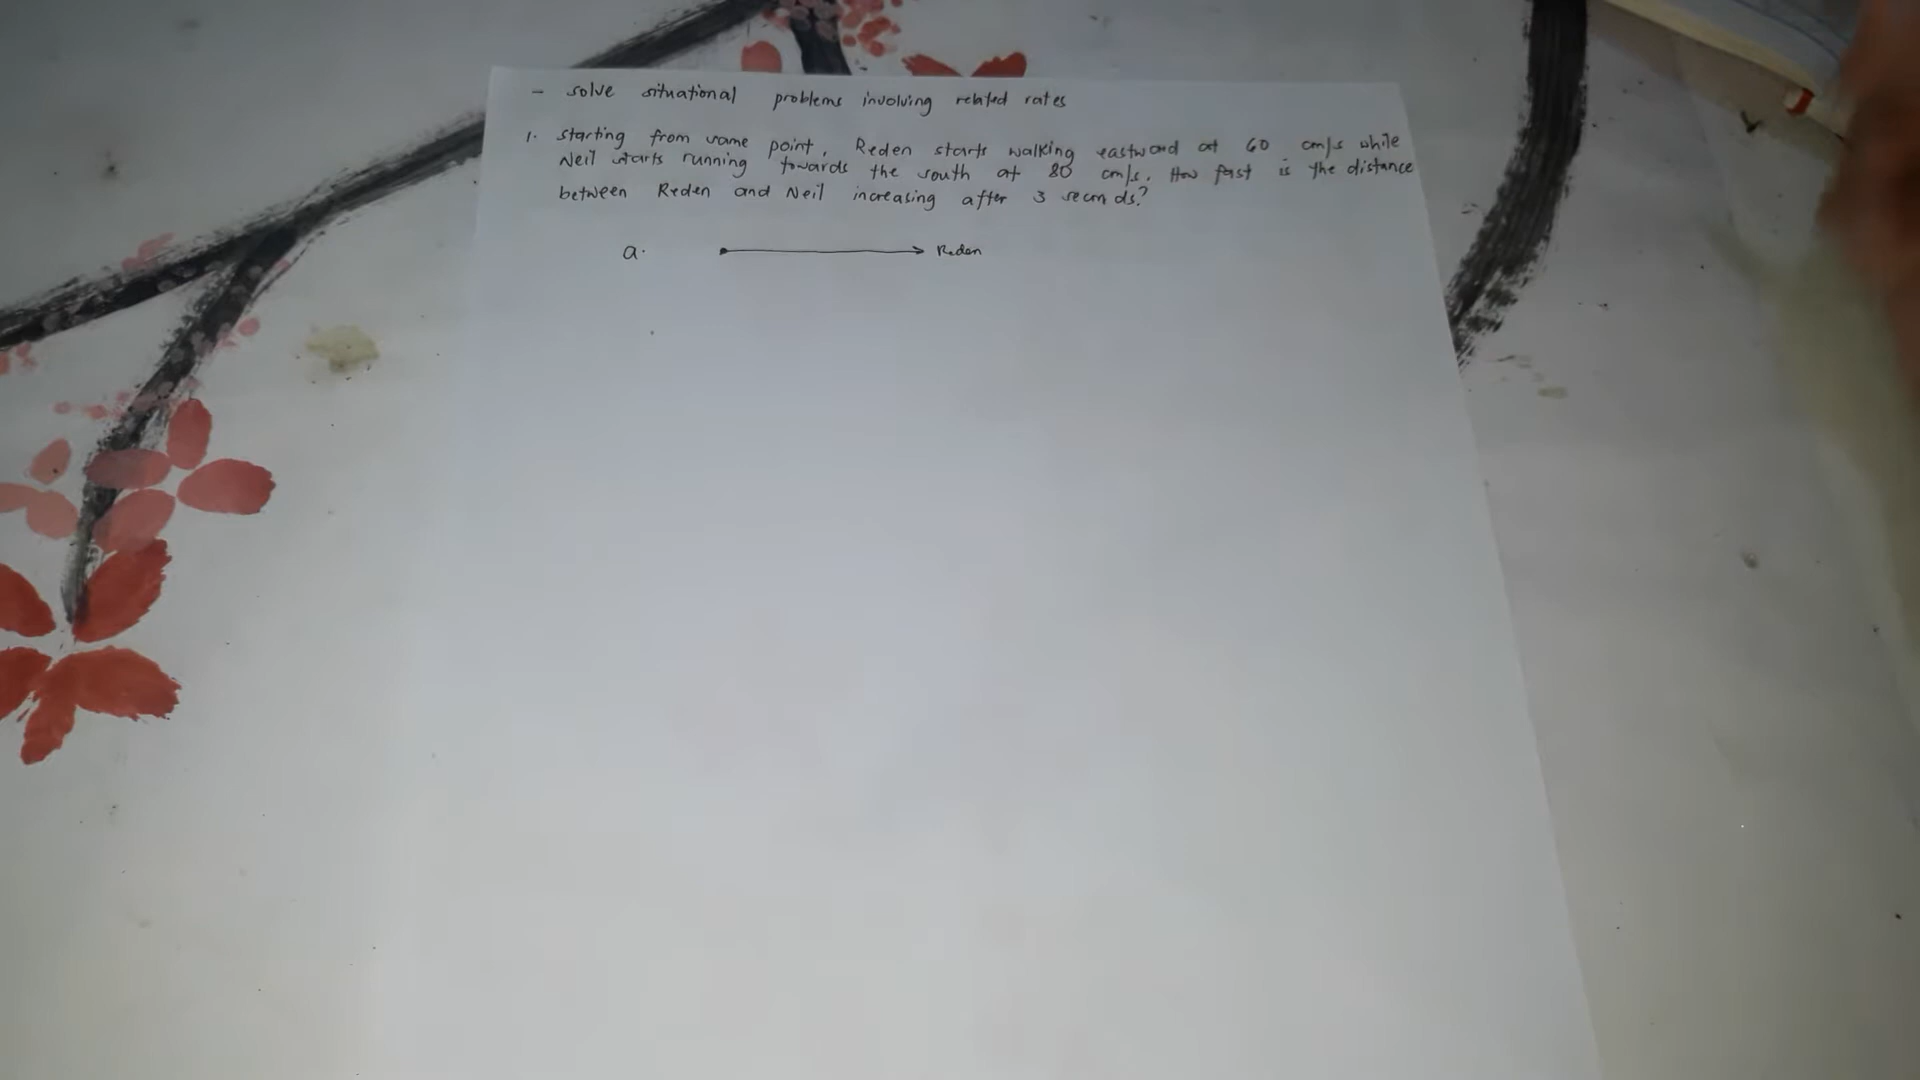 - solve situational problems involving related rates
1. Starting from same point, Reden starts walking eastward at 60 cm/s while
Neil starts running towards the south at 80 cm/s. How fast is the distance
between Reden and Neil increasing after 3 seconds?
a. Reden